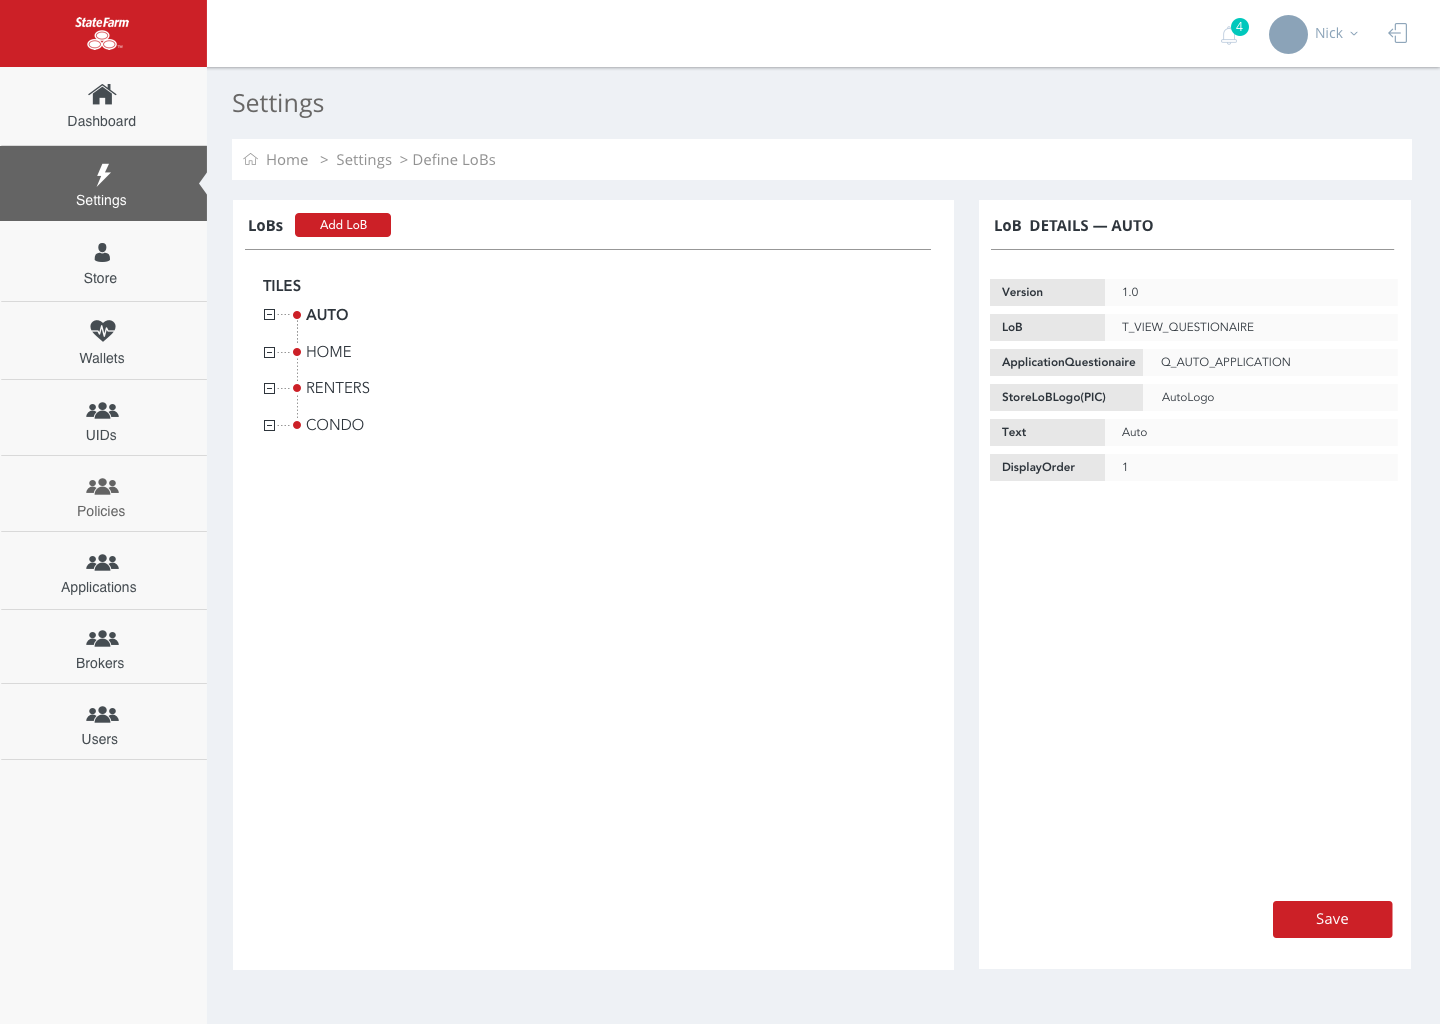 StateFarm
TM
4
Nick
Dashboard
Settings
Store
Wallets
UIDs
Policies
Applications
Brokers
Users
Settings
Home > Settings > Define LoBs
LoBs
Add LoB
TILES
AUTO
HOME
RENTERS
CONDO
LoB DETAILS — AUTO
Version 1.0
LoB T_VIEW_QUESTIONAIRE
ApplicationQuestionaire Q_AUTO_APPLICATION
StoreLoBLogo(PIC) AutoLogo
Text Auto
DisplayOrder 1
Save